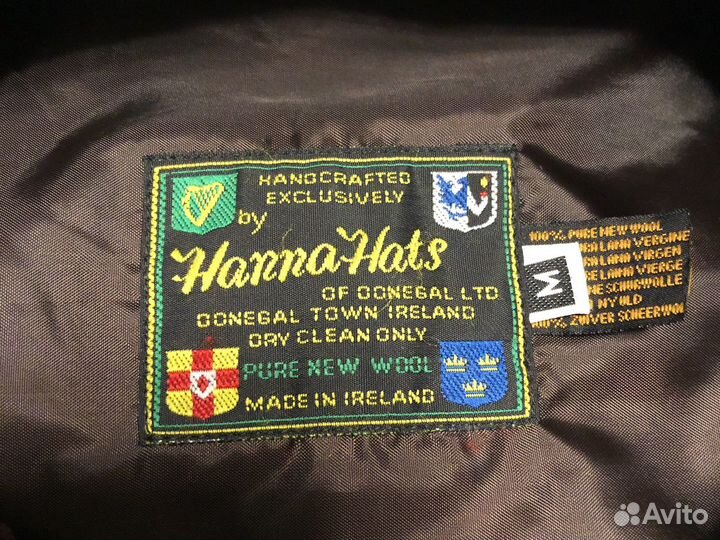 HANDCRAFTED
EXCLUSIVELY
by
Hanna Hats
OF DONEGAL LTD
DONEGAL TOWN IRELAND
DRY CLEAN ONLY
PURE NEW WOOL
MADE IN IRELAND
100% PURE NEW WOOL
LANA VERGINE
LANA VIRGEN
LAINE VIERGE
SCHURWOLLE
NY ULD
100% ZUIVER SCHEERWOL
M
Avito